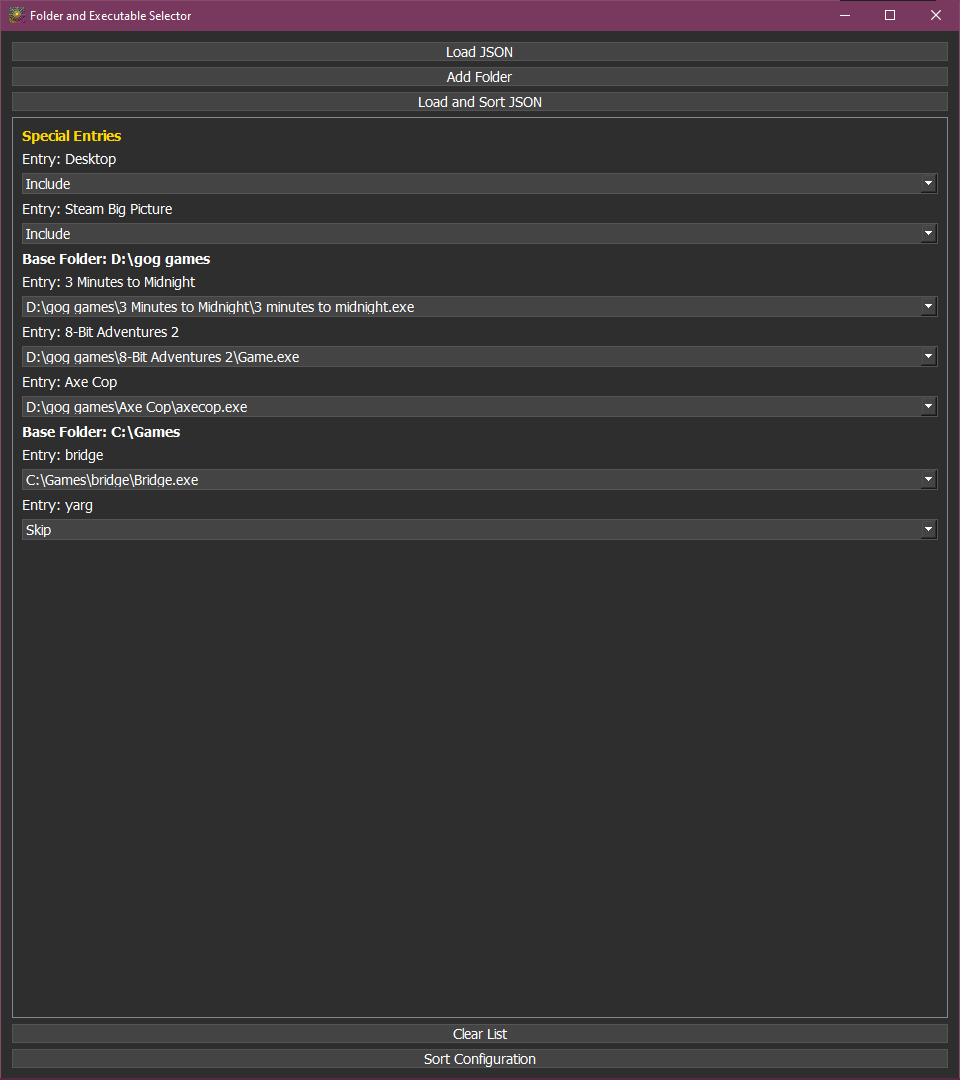 Folder and Executable Selector
Load JSON
Add Folder
Load and Sort JSON
Special Entries
Entry: Desktop
Include
Entry: Steam Big Picture
Include
Base Folder: D:\gog games
Entry: 3 Minutes to Midnight
D:\gog games\3 Minutes to Midnight\3 minutes to midnight.exe
Entry: 8-Bit Adventures 2
D:\gog games\8-Bit Adventures 2\Game.exe
Entry: Axe Cop
D:\gog games\Axe Cop\axecop.exe
Base Folder: C:\Games
Entry: bridge
C:\Games\bridge\Bridge.exe
Entry: yarg
Skip
Clear List
Sort Configuration